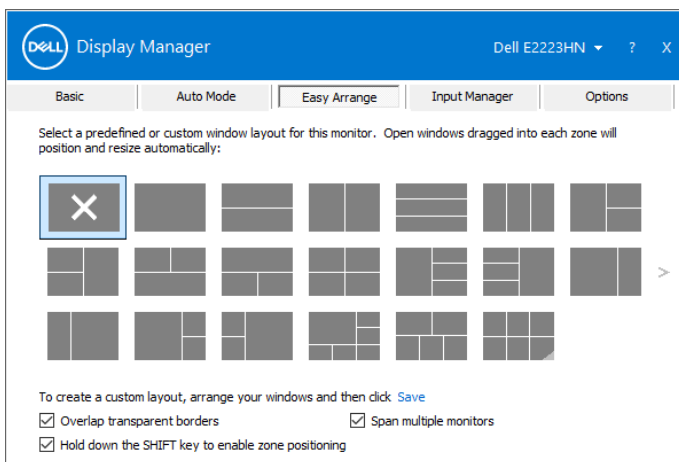 DELL Display Manager Dell E2223HN ? X
Basic Auto Mode Easy Arrange Input Manager Options
Select a predefined or custom window layout for this monitor. Open windows dragged into each zone will
position and resize automatically:
>
To create a custom layout, arrange your windows and then click Save
Overlap transparent borders Span multiple monitors
Hold down the SHIFT key to enable zone positioning